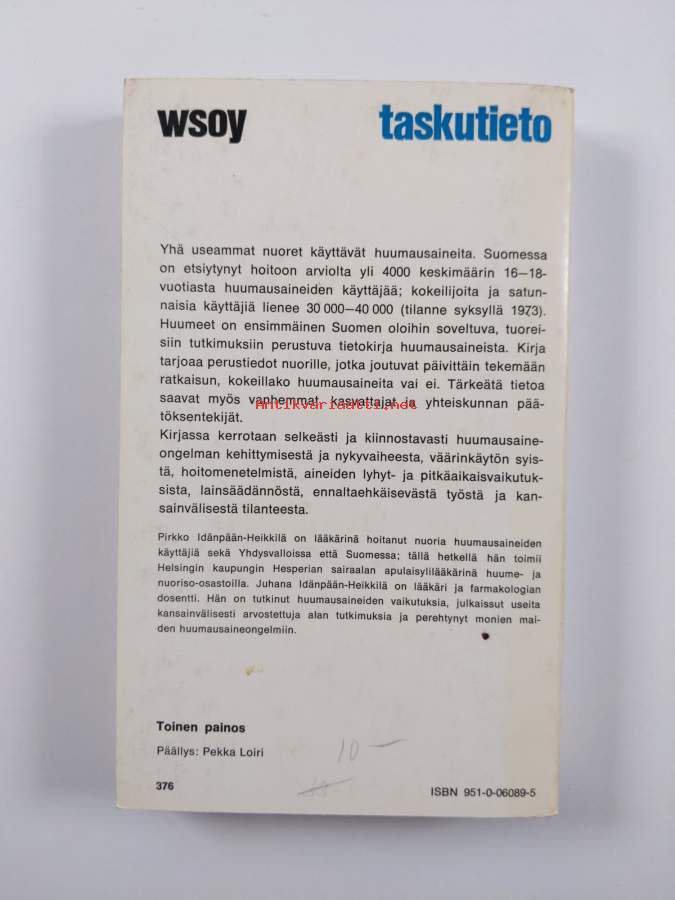 wsoy taskutieto
Yhä useammat nuoret käyttävät huumausaineita. Suomessa
on etsiytynyt hoitoon arviolta yli 4000 keskimäärin 16–18-
vuotiasta huumausaineiden käyttäjää; kokeilijoita ja satun-
naisia käyttäjiä lienee 30 000–40 000 (tilanne syksyllä 1973).
Huumeet on ensimmäinen Suomen oloihin soveltuva, tuorei-
siin tutkimuksiin perustuva tietokirja huumausaineista. Kirja
tarjoaa perustiedot nuorille, jotka joutuvat päivittäin tekemään
ratkaisun, kokeillako huumausaineita vai ei. Tärkeätä tietoa
saavat myös vanhemmat, kasvattajat ja yhteiskunnan pää-
Antikvariaatti.net
töksentekijät.
Kirjassa kerrotaan selkeästi ja kiinnostavasti huumausaine-
ongelman kehittymisestä ja nykyvaiheesta, väärinkäytön syis-
tä, hoitomenetelmistä, aineiden lyhyt- ja pitkäaikaisvaikutuk-
sista, lainsäädännöstä, ennaltaehkäisevästä työstä ja kan-
sainvälisestä tilanteesta.
Pirkko Idänpään-Heikkilä on lääkärinä hoitanut nuoria huumausaineiden
käyttäjiä sekä Yhdysvalloissa että Suomessa; tällä hetkellä hän toimii
Helsingin kaupungin Hesperian sairaalan apulaisylilääkärinä huume- ja
nuoriso-osastoilla. Juhana Idänpään-Heikkilä on lääkäri ja farmakologian
dosentti. Hän on tutkinut huumausaineiden vaikutuksia, julkaissut useita
kansainvälisesti arvostettuja alan tutkimuksia ja perehtynyt monien mai-
den huumausaineongelmiin.
Toinen painos
Päällys: Pekka Loiri
10 –
376 ISBN 951-0-06089-5